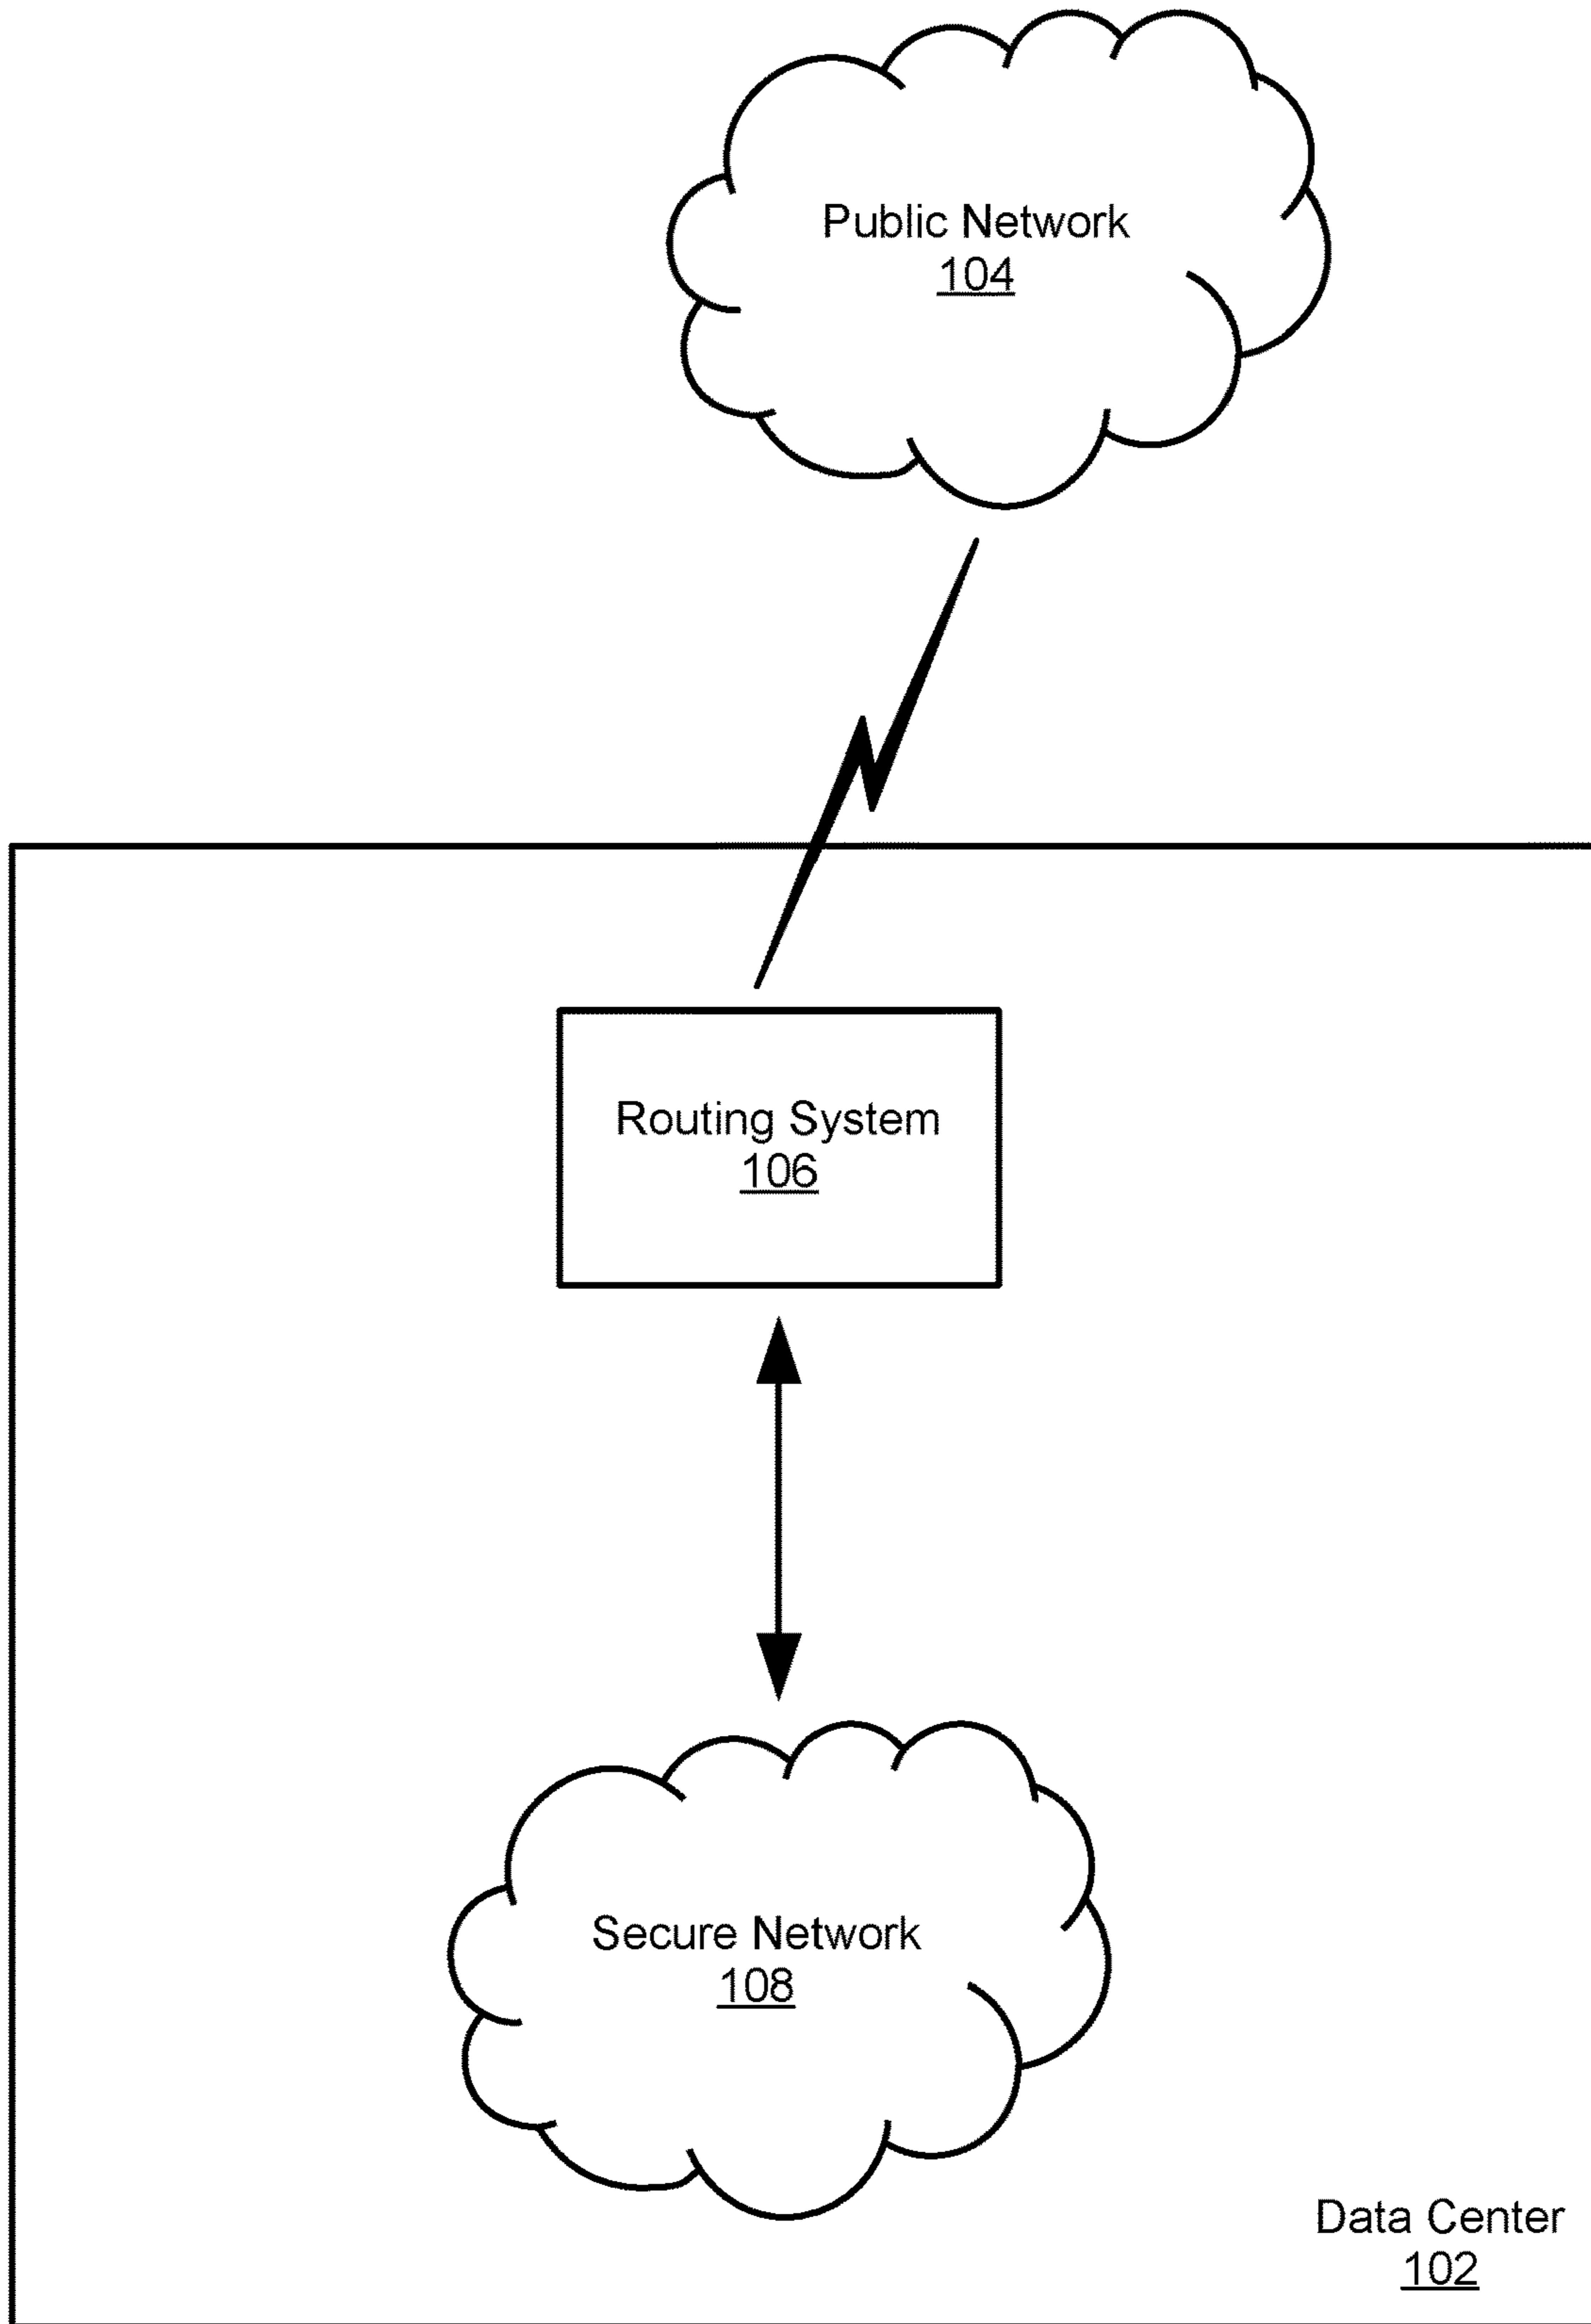 Public Network
104
Routing System
106
Secure Network
108
Data Center
102